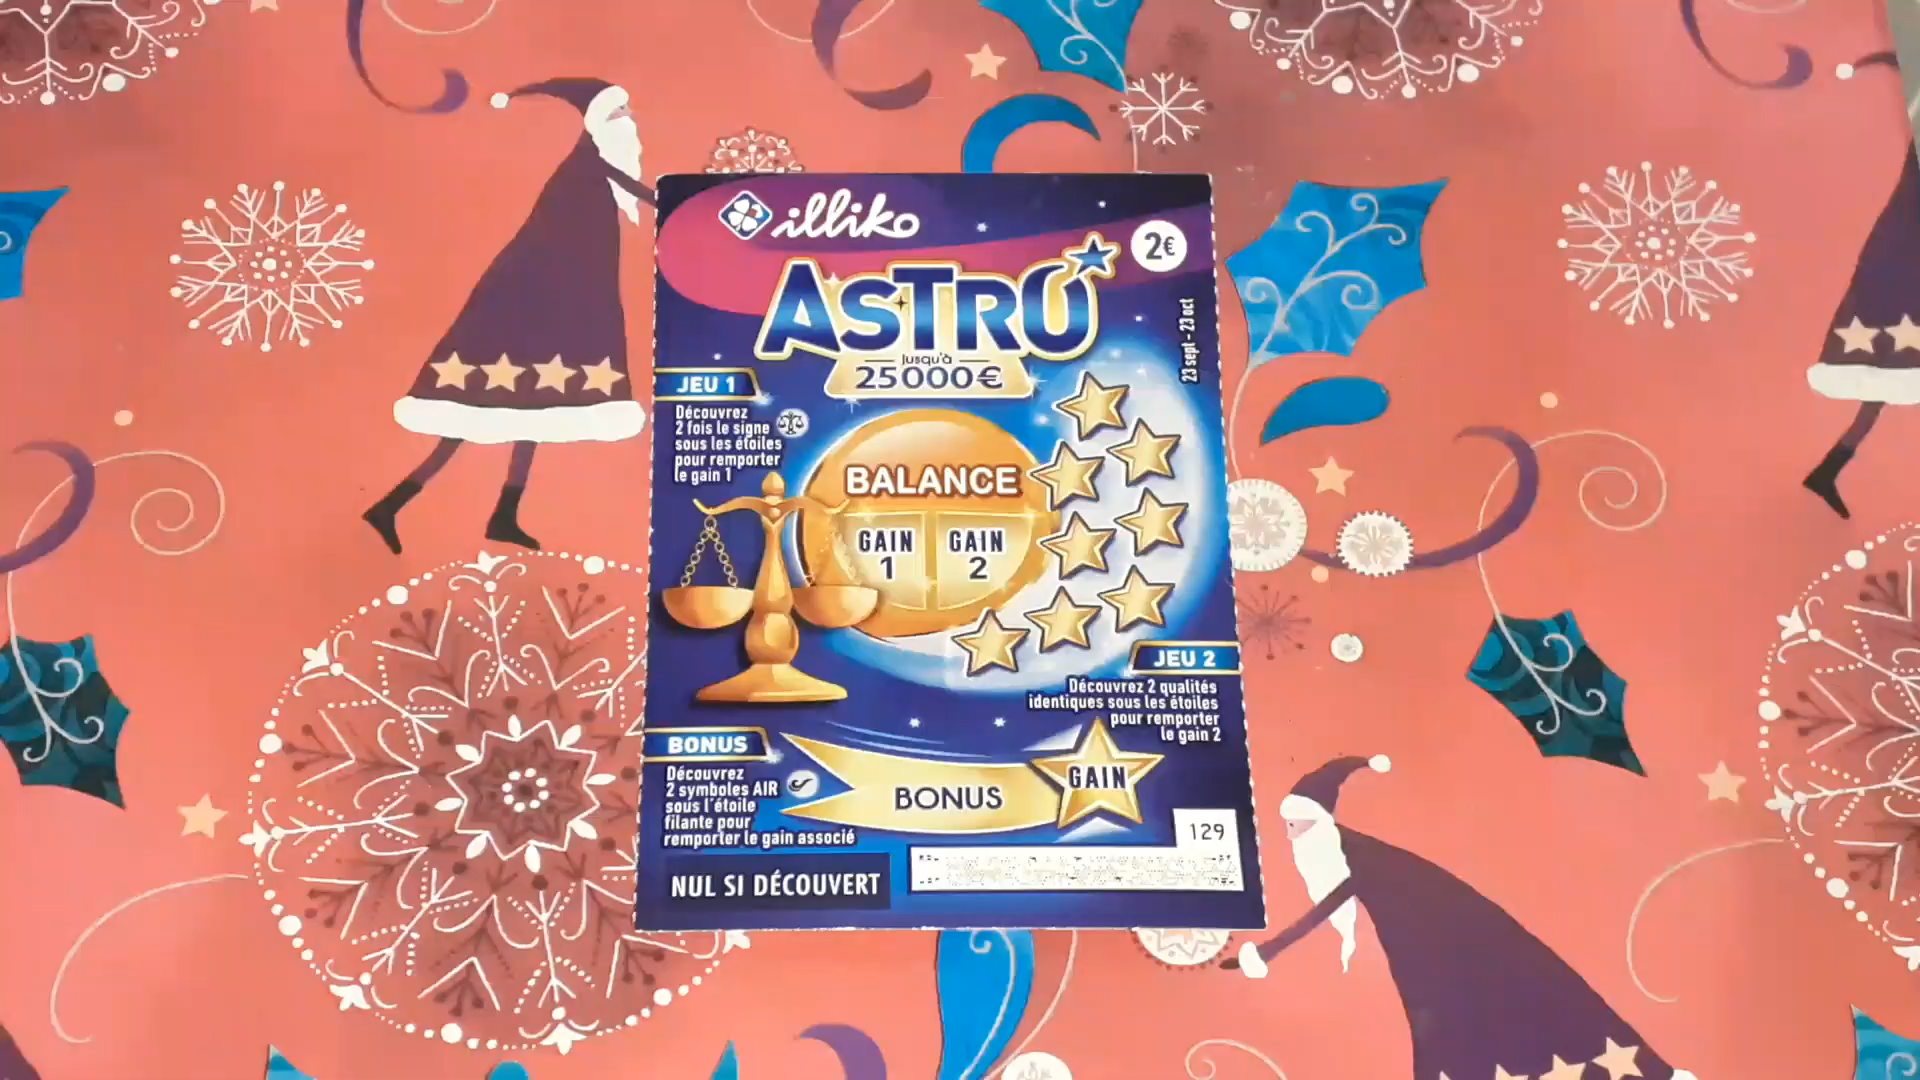 illiko
2€
ASTRO
Jusqu'à
25 000 €
23 sept - 23 oct
JEU 1
Découvrez
2 fois le signe
sous les étoiles
pour remporter
le gain 1
BALANCE
GAIN
1
GAIN
2
JEU 2
Découvrez 2 qualités
identiques sous les étoiles
pour remporter
le gain 2
BONUS
Découvrez
2 symboles AIR
sous l'étoile
filante pour
remporter le gain associé
BONUS
GAIN
129
NUL SI DÉCOUVERT